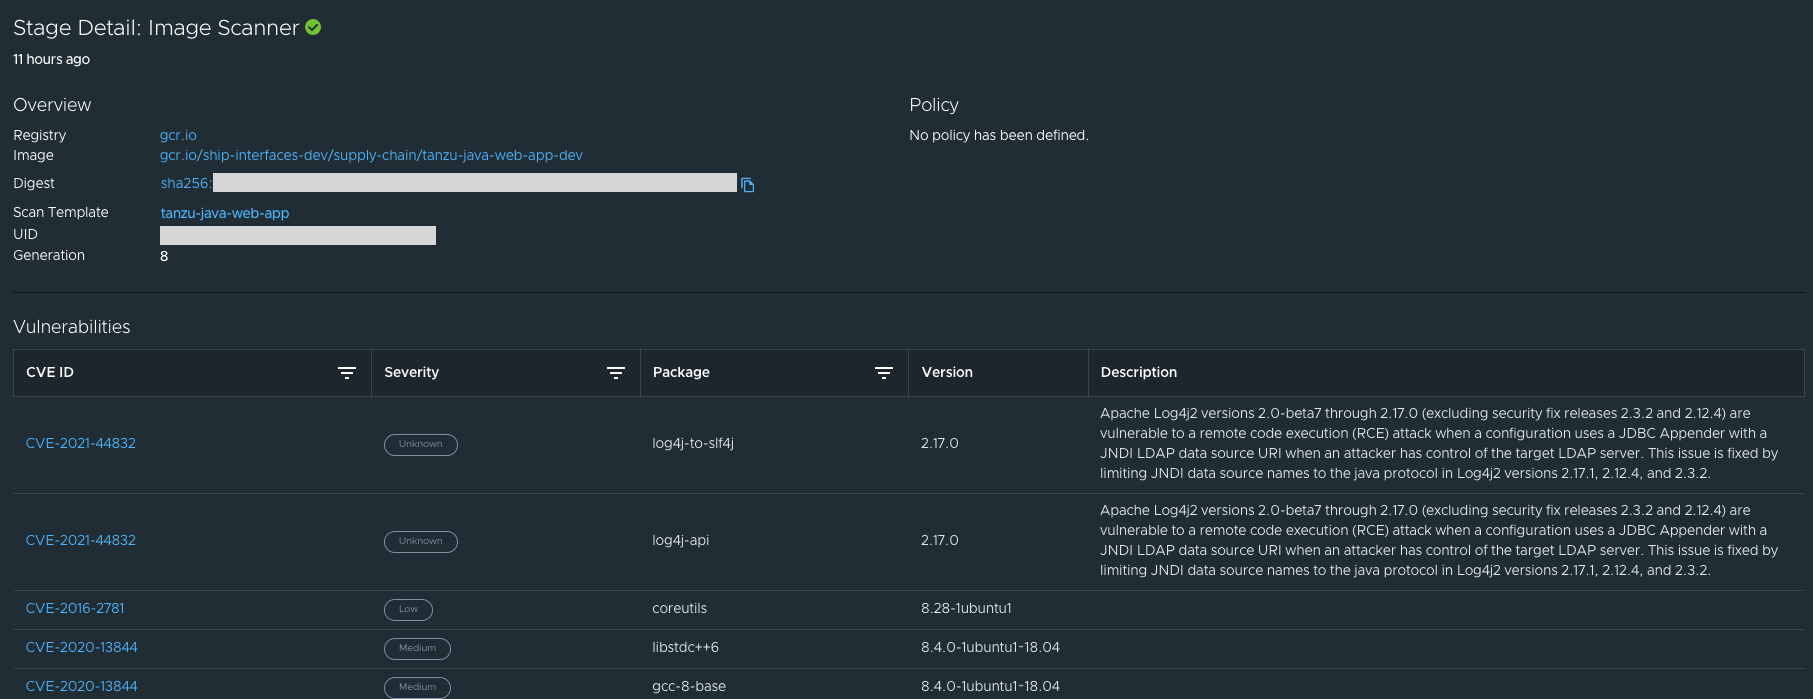 Stage Detail: Image Scanner
11 hours ago
Overview
Registry gcr.io
Image gcr.io/ship-interfaces-dev/supply-chain/tanzu-java-web-app-dev
Digest sha256:
Scan Template tanzu-java-web-app
UID
Generation 8
Policy
No policy has been defined.
Vulnerabilities
CVE ID Severity Package Version Description
CVE-2021-44832 Unknown log4j-to-slf4j 2.17.0
Apache Log4j2 versions 2.0-beta7 through 2.17.0 (excluding security fix releases 2.3.2 and 2.12.4) are
vulnerable to a remote code execution (RCE) attack when a configuration uses a JDBC Appender with a
JNDI LDAP data source URI when an attacker has control of the target LDAP server. This issue is fixed by
limiting JNDI data source names to the java protocol in Log4j2 versions 2.17.1, 2.12.4, and 2.3.2.
CVE-2021-44832 Unknown log4j-api 2.17.0
Apache Log4j2 versions 2.0-beta7 through 2.17.0 (excluding security fix releases 2.3.2 and 2.12.4) are
vulnerable to a remote code execution (RCE) attack when a configuration uses a JDBC Appender with a
JNDI LDAP data source URI when an attacker has control of the target LDAP server. This issue is fixed by
limiting JNDI data source names to the java protocol in Log4j2 versions 2.17.1, 2.12.4, and 2.3.2.
CVE-2016-2781 Low coreutils 8.28-1ubuntu1
CVE-2020-13844 Medium libstdc++6 8.4.0-1ubuntu1~18.04
CVE-2020-13844 Medium gcc-8-base 8.4.0-1ubuntu1~18.04